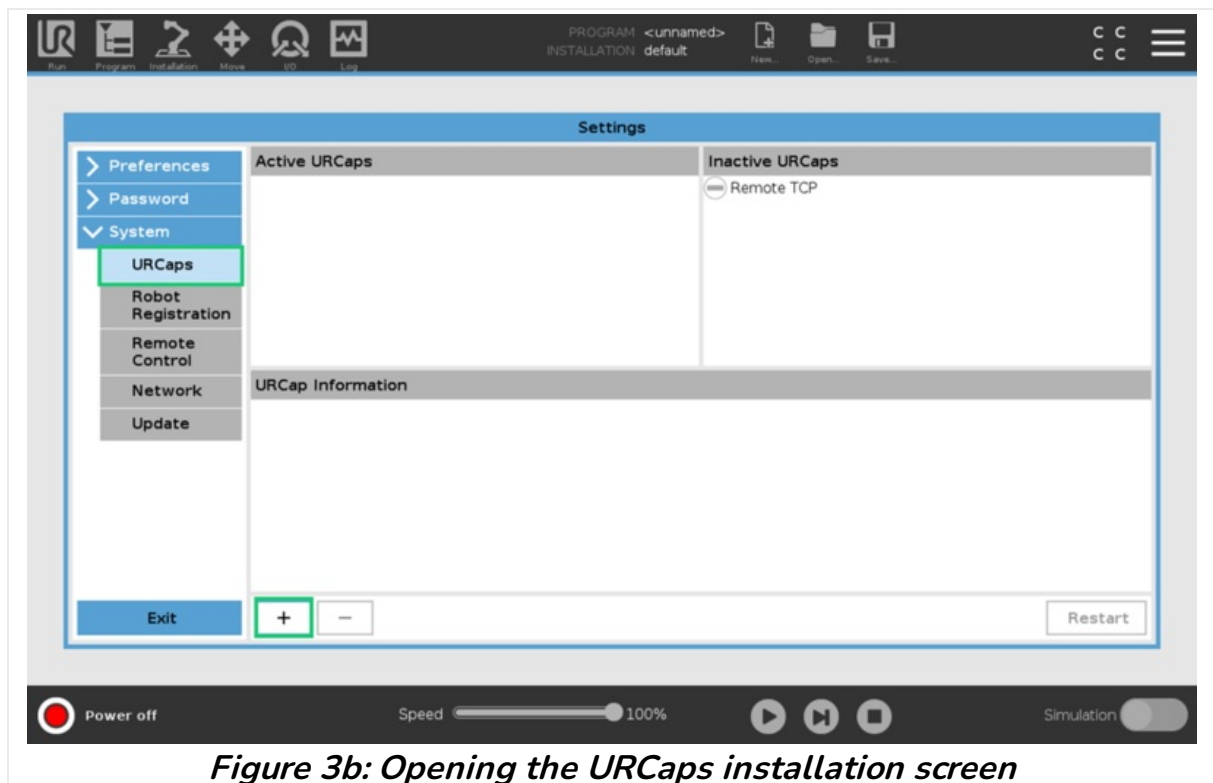 PROGRAM <unnamed>
INSTALLATION default
Run Program Installation Move I/O Log New... Open... Save...
C C
C C
Settings
Preferences
Password
System
URCaps
Robot
Registration
Remote
Control
Network
Update
Exit
Active URCaps
Inactive URCaps
Remote TCP
URCap Information
+ −
Restart
Power off
Speed 100%
Simulation
Figure 3b: Opening the URCaps installation screen